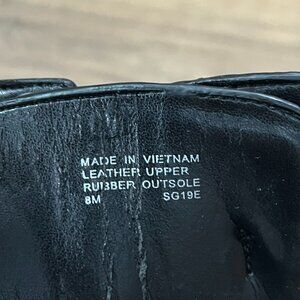 MADE IN VIETNAM
LEATHER UPPER
RUBBER OUTSOLE
8M SG19E